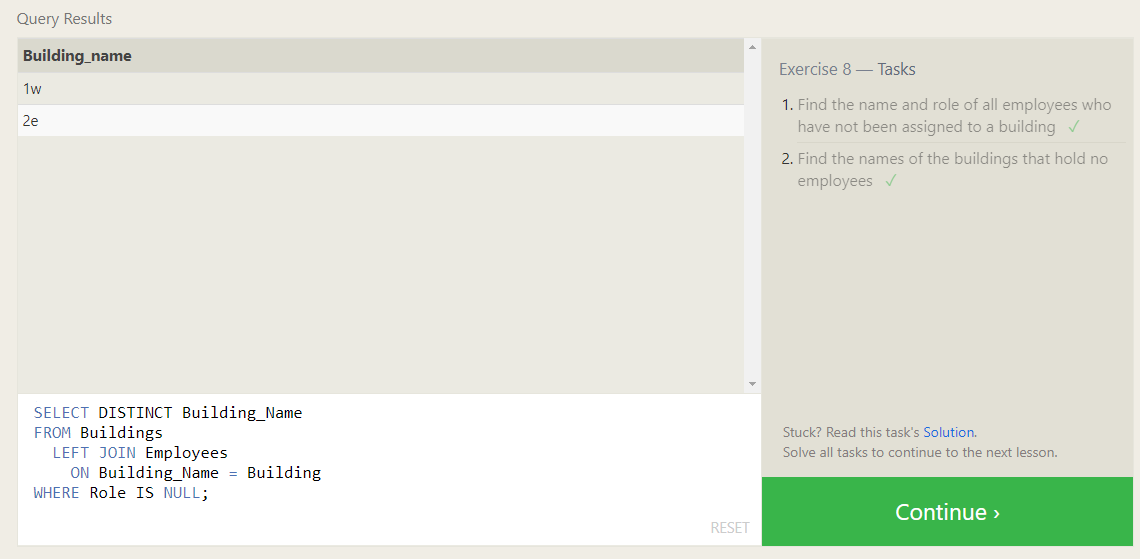 Query Results
Building_name
1w
2e
SELECT DISTINCT Building_Name
FROM Buildings
  LEFT JOIN Employees
    ON Building_Name = Building
WHERE Role IS NULL;
RESET
Exercise 8 — Tasks
1. Find the name and role of all employees who
have not been assigned to a building ✓
2. Find the names of the buildings that hold no
employees ✓
Stuck? Read this task's Solution.
Solve all tasks to continue to the next lesson.
Continue ›